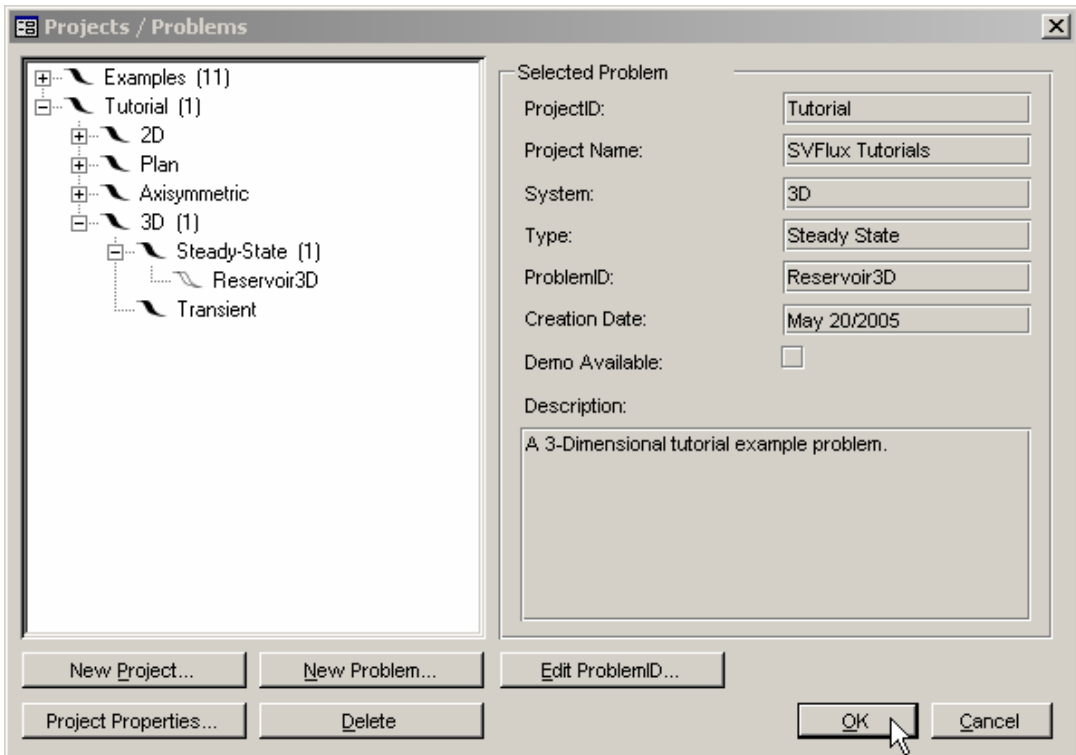 Projects / Problems
Examples (11)
Tutorial (1)
2D
Plan
Axisymmetric
3D (1)
Steady-State (1)
Reservoir3D
Transient
Selected Problem
ProjectID: Tutorial
Project Name: SVFlux Tutorials
System: 3D
Type: Steady State
ProblemID: Reservoir3D
Creation Date: May 20/2005
Demo Available:
Description:
A 3-Dimensional tutorial example problem.
New Project... New Problem... Edit ProblemID...
Project Properties... Delete OK Cancel